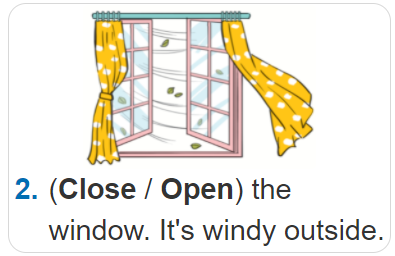 2. (Close / Open) the
window. It's windy outside.